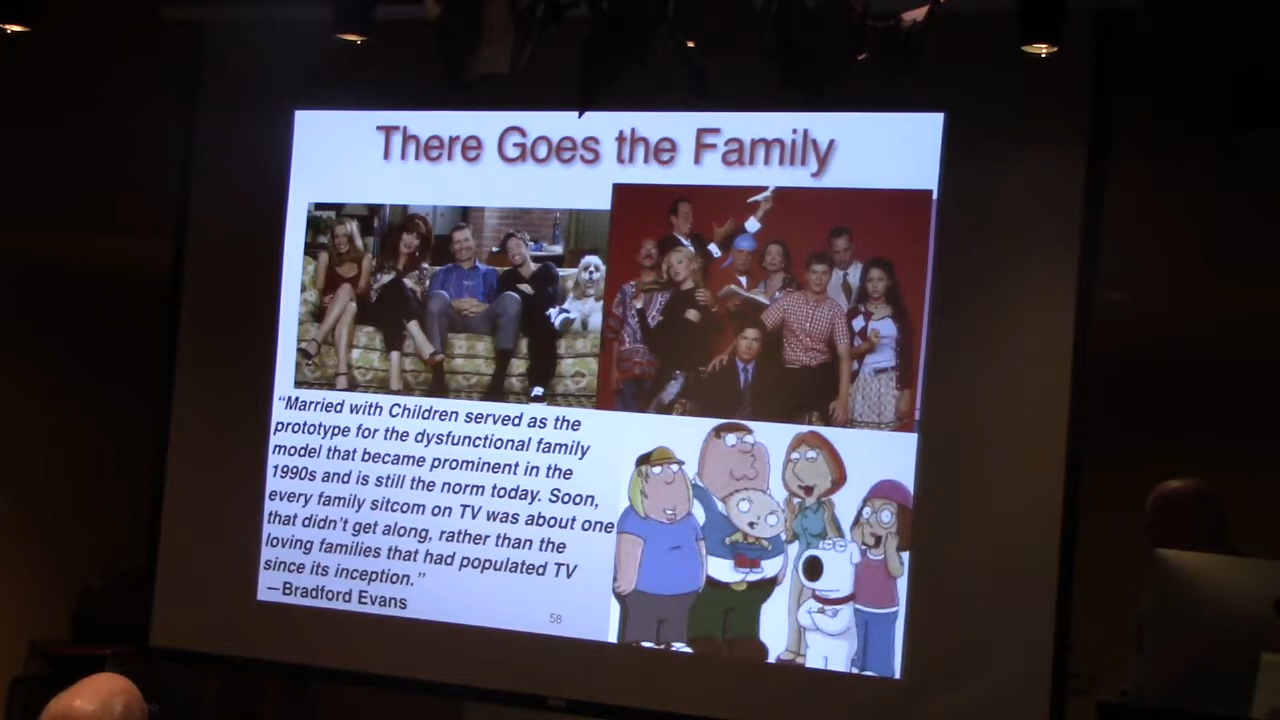 There Goes the Family
“Married with Children served as the
prototype for the dysfunctional family
model that became prominent in the
1990s and is still the norm today. Soon,
every family sitcom on TV was about one
that didn’t get along, rather than the
loving families that had populated TV
since its inception.”
—Bradford Evans
58